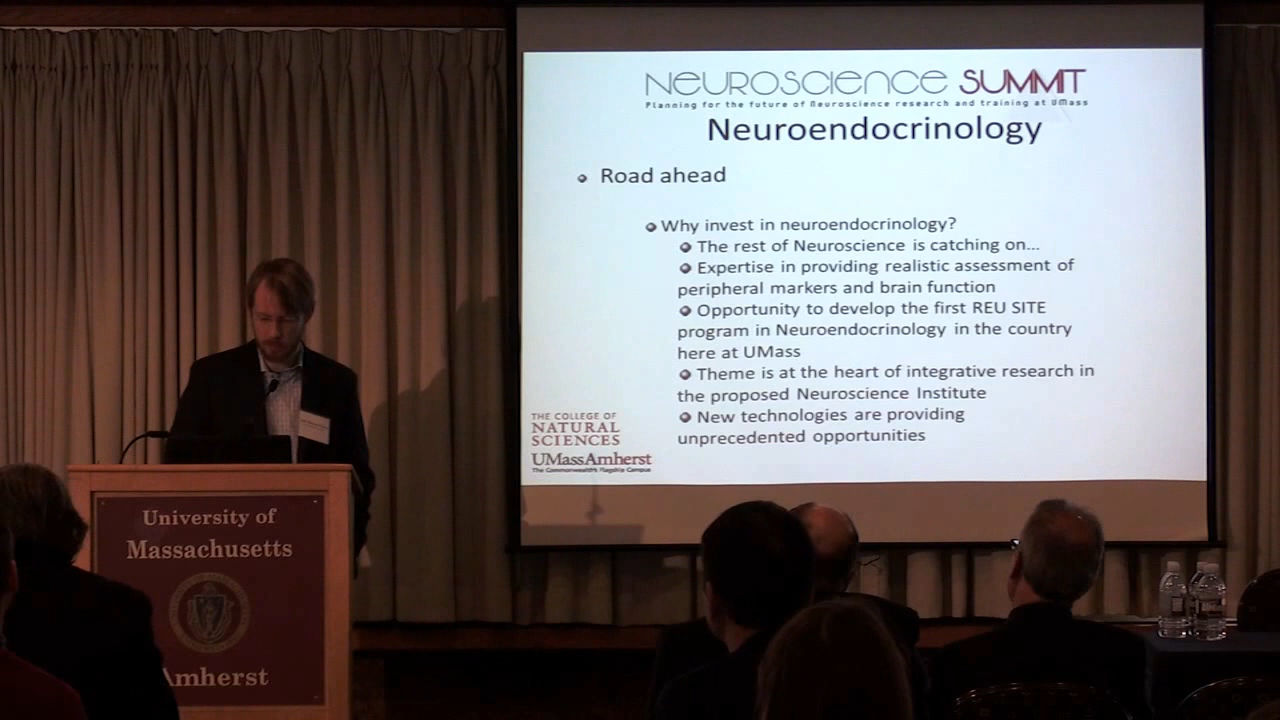 NEUROSCIENCE SUMMIT
Planning for the future of Neuroscience research and training at UMass
Neuroendocrinology
Road ahead
Why invest in neuroendocrinology?
The rest of Neuroscience is catching on...
Expertise in providing realistic assessment of
peripheral markers and brain function
Opportunity to develop the first REU SITE
program in Neuroendocrinology in the country
here at UMass
Theme is at the heart of integrative research in
the proposed Neuroscience Institute
New technologies are providing
unprecedented opportunities
THE COLLEGE OF
NATURAL
SCIENCES
UMassAmherst
The Commonwealth's Flagship Campus
University of
Massachusetts
Amherst